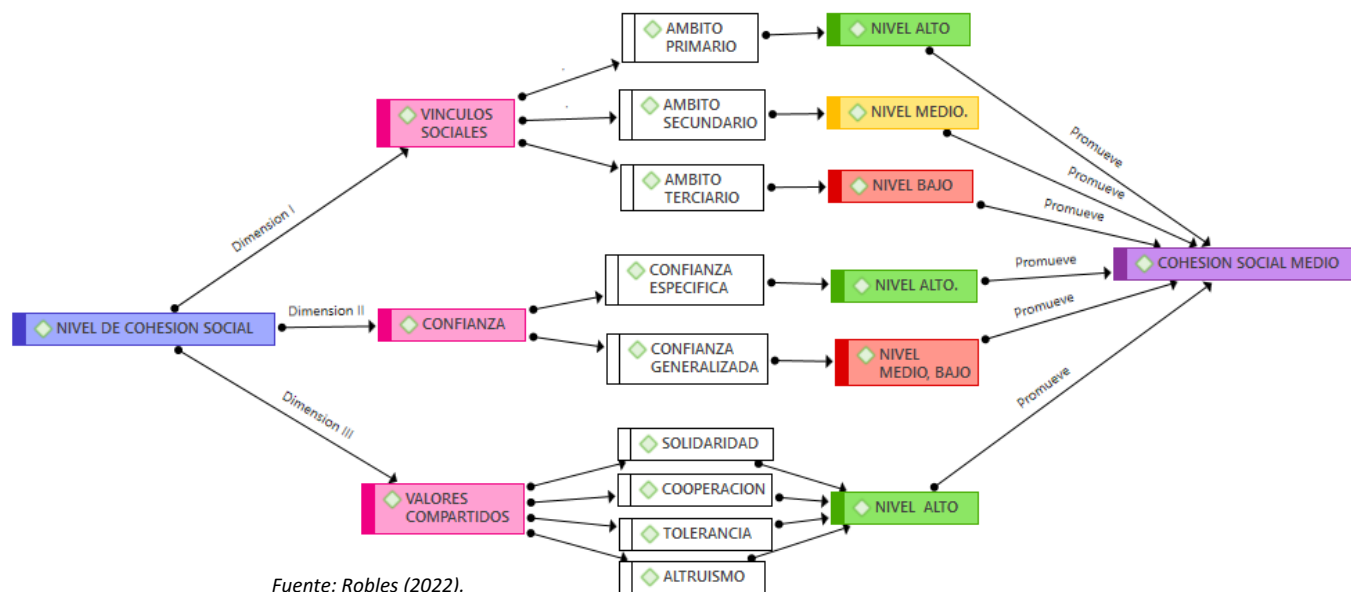 AMBITO
PRIMARIO
NIVEL ALTO
VINCULOS
SOCIALES
AMBITO
SECUNDARIO
NIVEL MEDIO.
AMBITO
TERCIARIO
NIVEL BAJO
Promueve
Promueve
Promueve
Dimension I
CONFIANZA
ESPECIFICA
NIVEL ALTO.
Promueve
COHESION SOCIAL MEDIO
NIVEL DE COHESION SOCIAL
Dimension II
CONFIANZA
CONFIANZA
GENERALIZADA
NIVEL
MEDIO, BAJO
Promueve
Dimension III
SOLIDARIDAD
VALORES
COMPARTIDOS
COOPERACION
NIVEL ALTO
Promueve
TOLERANCIA
ALTRUISMO
Fuente: Robles (2022).